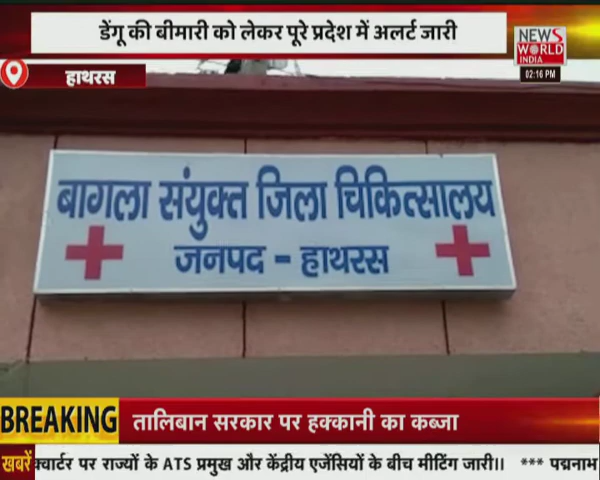 डेंगू की बीमारी को लेकर पूरे प्रदेश में अलर्ट जारी
NEWS
WORLD
INDIA
02:16 PM
हाथरस
बागला संयुक्त जिला चिकित्सालय
जनपद - हाथरस
BREAKING
तालिबान सरकार पर हक्कानी का कब्जा
खबरें
क्वार्टर पर राज्यों के ATS प्रमुख और केंद्रीय एजेंसियों के बीच मीटिंग जारी।। *** पद्मनाभ